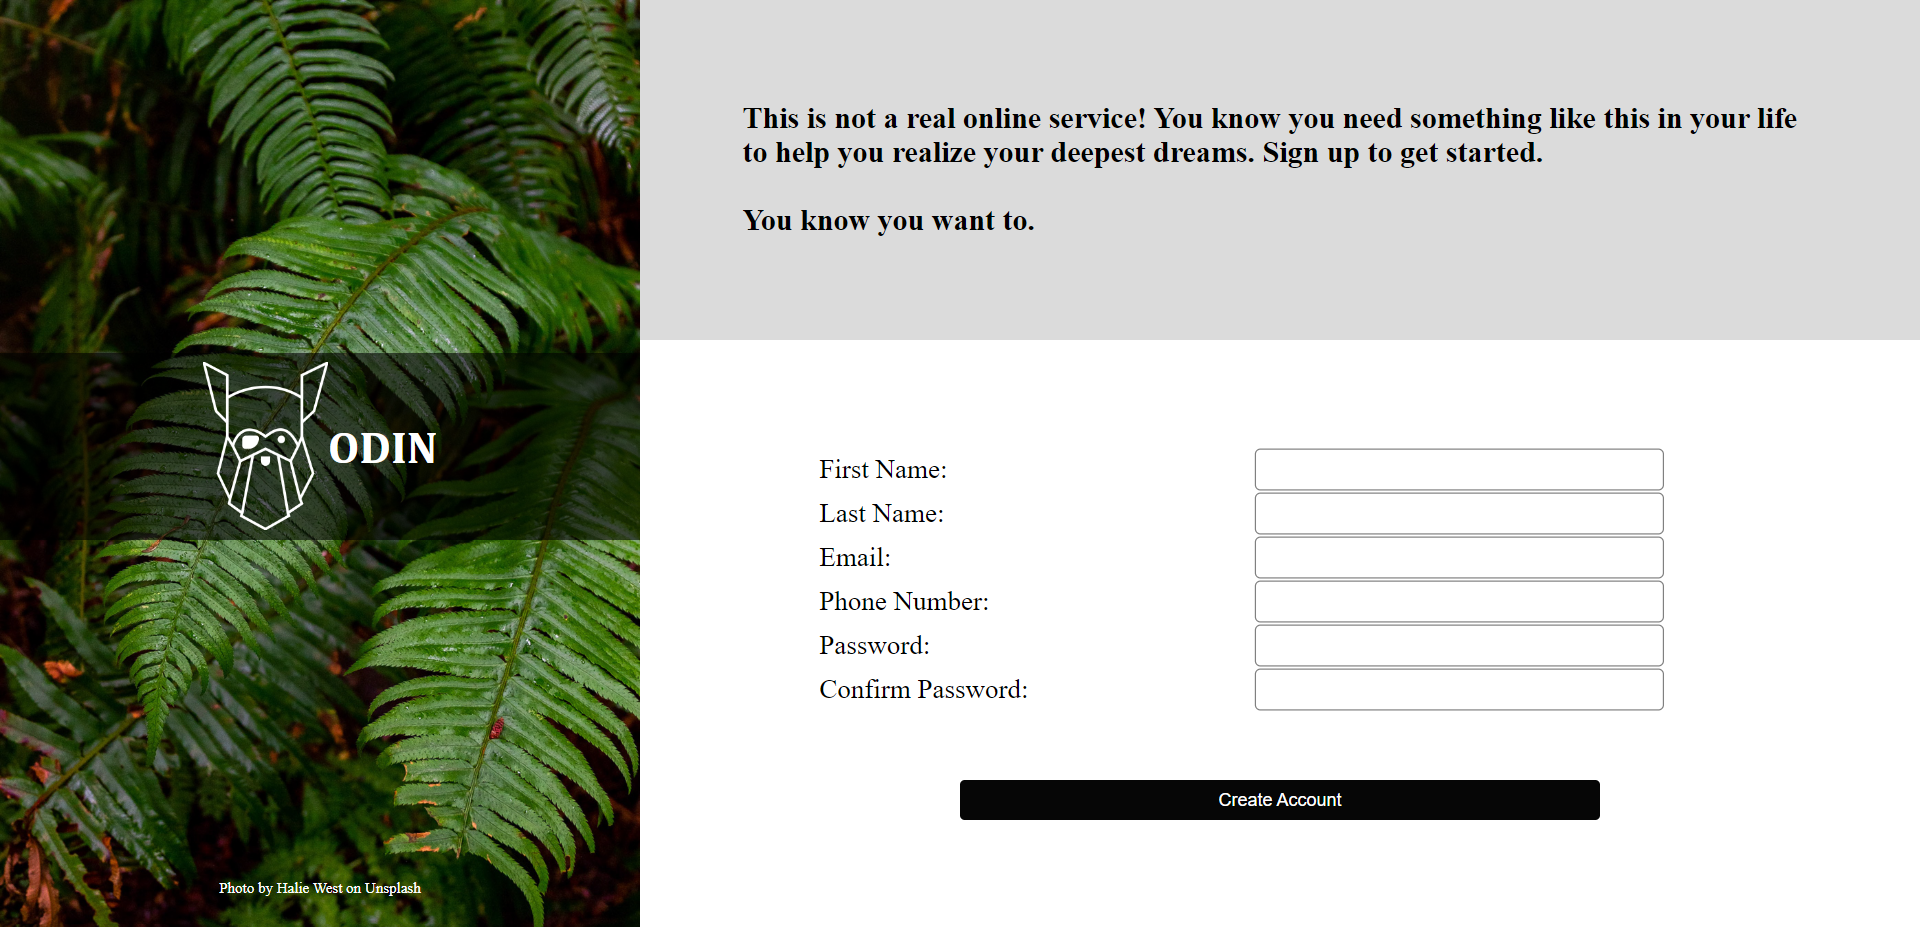 This is not a real online service! You know you need something like this in your life
to help you realize your deepest dreams. Sign up to get started.
You know you want to.
ODIN
First Name:
Last Name:
Email:
Phone Number:
Password:
Confirm Password:
Create Account
Photo by Halie West on Unsplash